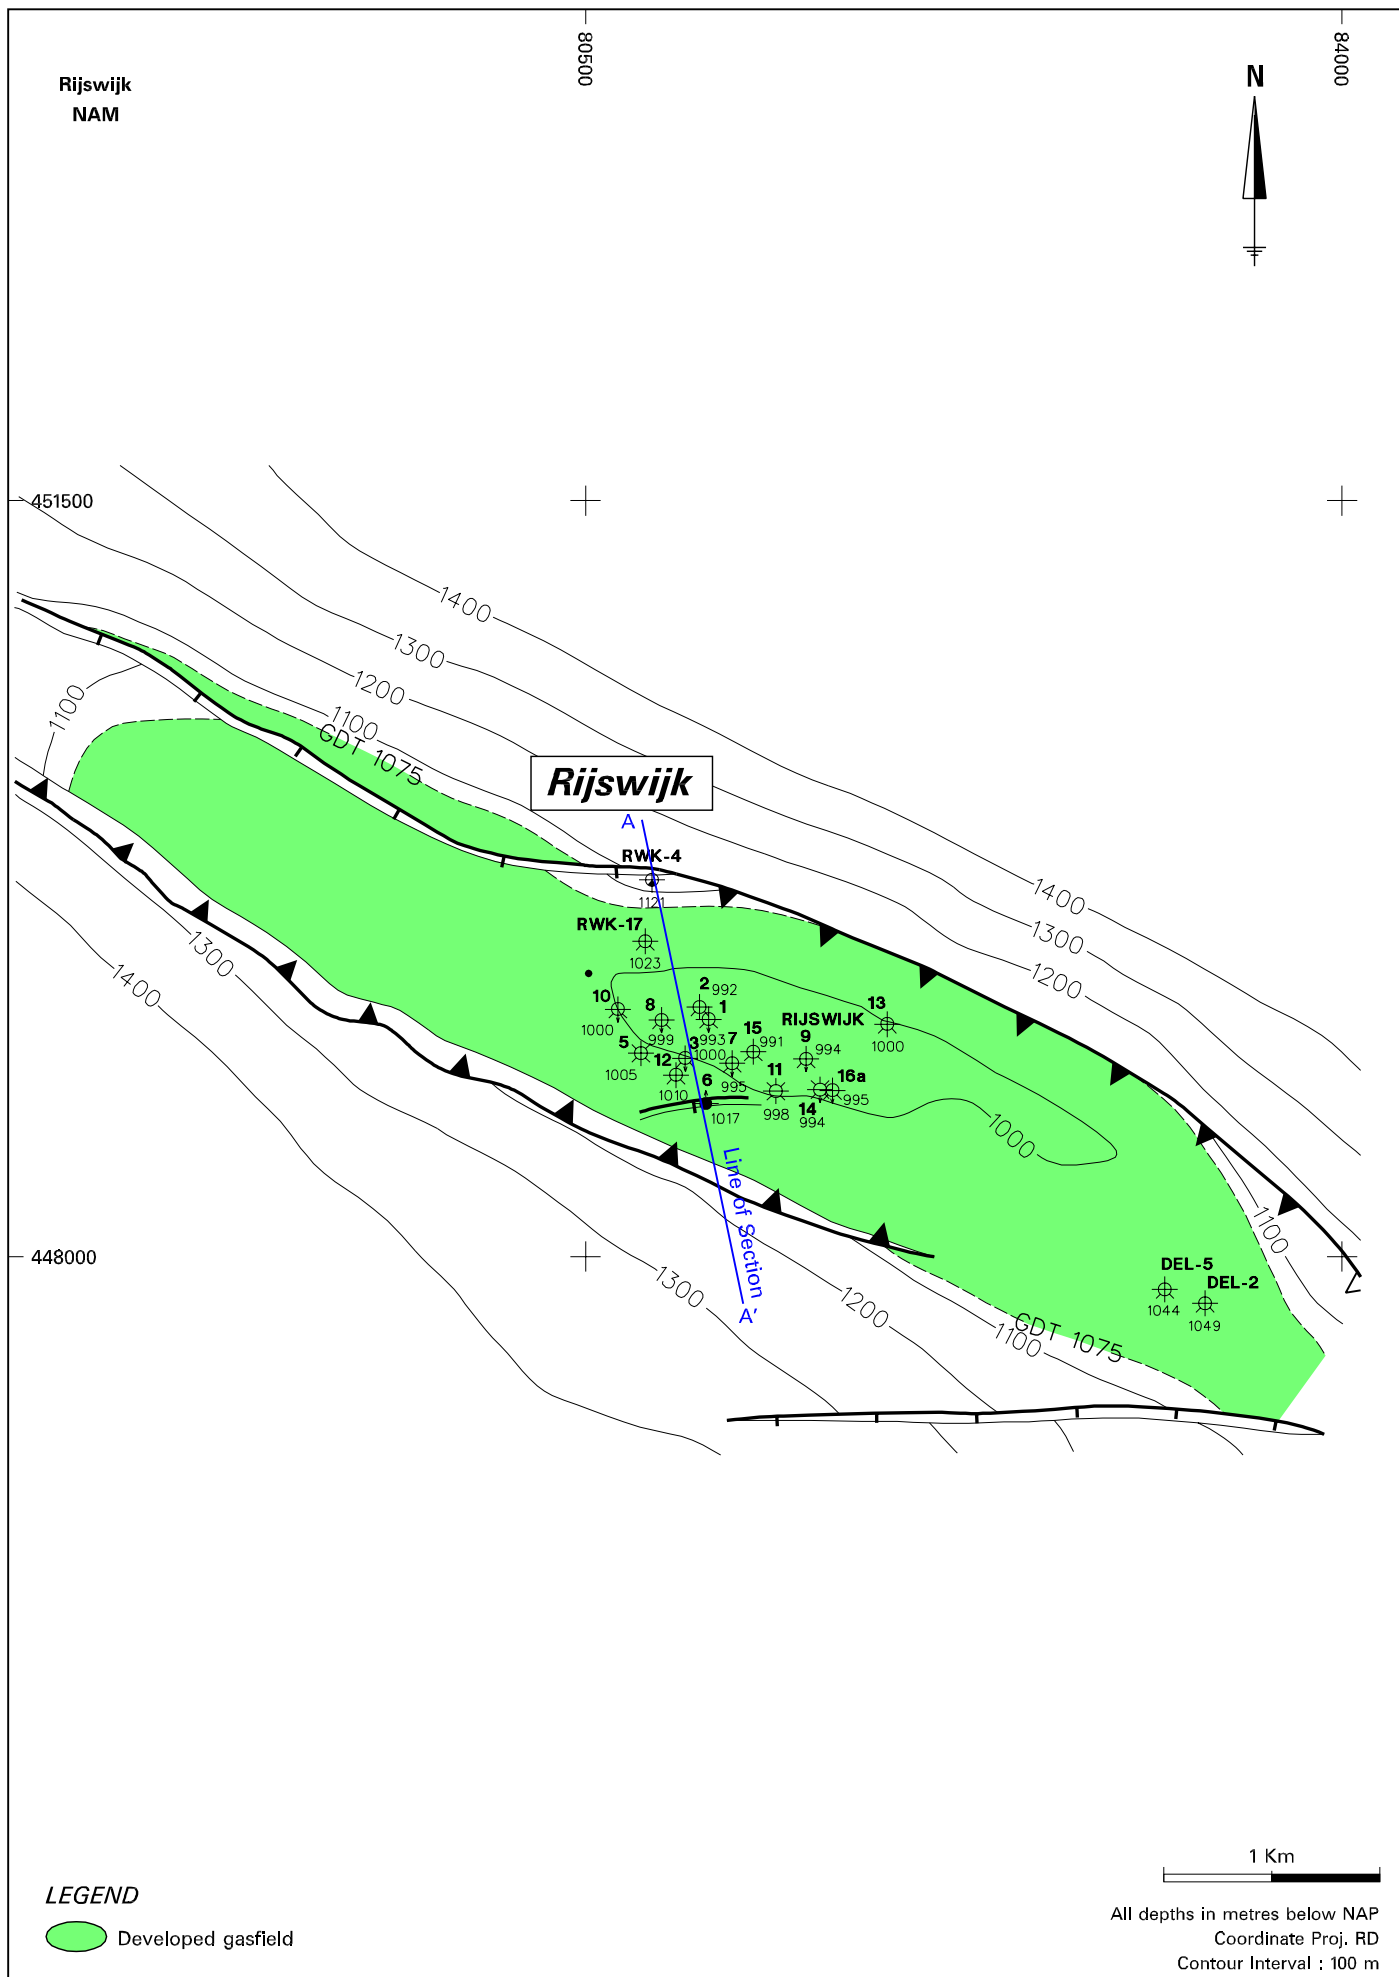 80500
84000
Rijswijk
NAM
N
451500
1400
1300
1200
1100
1100
GDT 1075
Rijswijk
A
RWK-4
1121
1400
1300
1200
RWK-17
1023
1300
1400
2
992
10
8
1
13
1000
999
993
15
RIJSWIJK
1000
5
3
1000
7
991
9
994
1005
12
1010
6
995
11
998
16a
995
1017
14
994
1000
Line of Section
1100
448000
DEL-5
DEL-2
1044
1049
1300
1200
A'
GDT 1075
1100
1 Km
LEGEND
Developed gasfield
All depths in metres below NAP
Coordinate Proj. RD
Contour Interval : 100 m